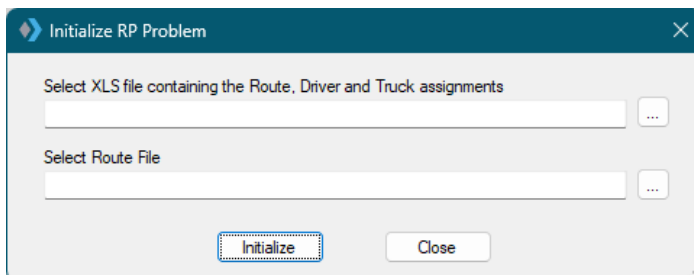 Initialize RP Problem
Select XLS file containing the Route, Driver and Truck assignments
...
Select Route File
...
Initialize
Close